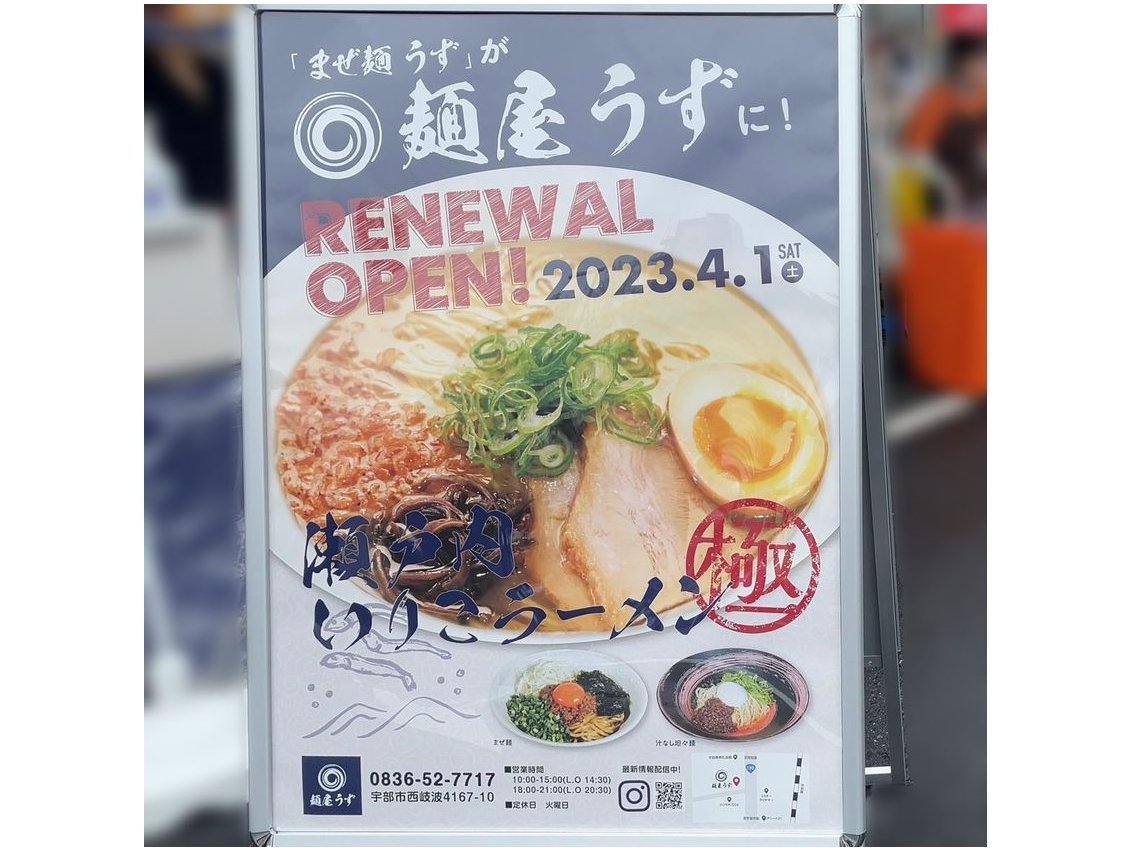 「まぜ麺 うず」が
麺屋うずに!
RENEWAL
OPEN! 2023.4.1 SAT 土
瀬戸内
いりこラーメン
極
まぜ麺
汁なし坦々麺
麺屋うず
0836-52-7717
宇部市西岐波4167-10
■営業時間
10:00-15:00(L.O 14:30)
18:00-21:00(L.O 20:30)
■定休日 火曜日
最新情報配信中!
麺屋うず